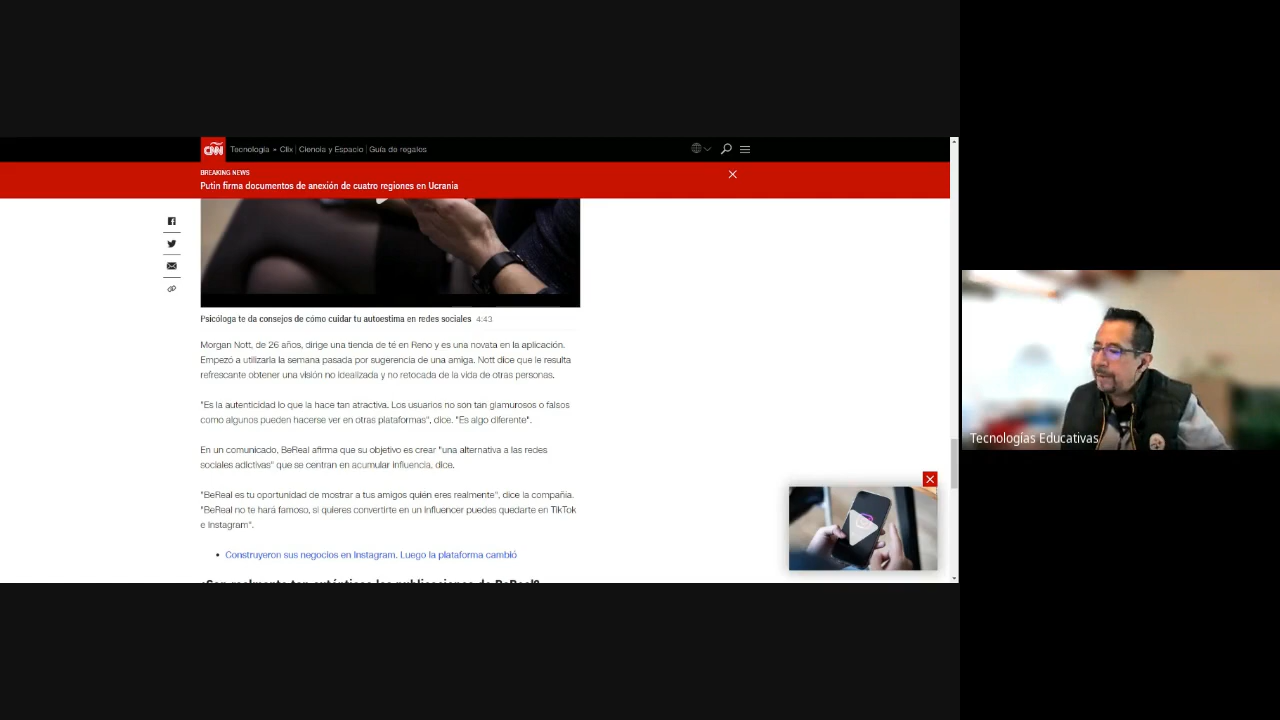 CNN
Tecnología + Clix | Ciencia y Espacio | Guía de regalos
BREAKING NEWS
Putin firma documentos de anexión de cuatro regiones en Ucrania
Psicóloga te da consejos de cómo cuidar tu autoestima en redes sociales 4:43
Morgan Nott, de 26 años, dirige una tienda de té en Reno y es una novata en la aplicación.
Empezó a utilizarla la semana pasada por sugerencia de una amiga. Nott dice que le resulta
refrescante obtener una visión no idealizada y no retocada de la vida de otras personas.
"Es la autenticidad lo que la hace tan atractiva. Los usuarios no son tan glamurosos o falsos
como algunos pueden hacerse ver en otras plataformas", dice. "Es algo diferente".
En un comunicado, BeReal afirma que su objetivo es crear "una alternativa a las redes
sociales adictivas" que se centran en acumular influencia, dice.
"BeReal es tu oportunidad de mostrar a tus amigos quién eres realmente", dice la compañía.
"BeReal no te hará famoso, si quieres convertirte en un influencer puedes quedarte en TikTok
e Instagram".
• Construyeron sus negocios en Instagram. Luego la plataforma cambió
¿Son realmente tan auténticas las publicaciones de BeReal?
Tecnologías Educativas